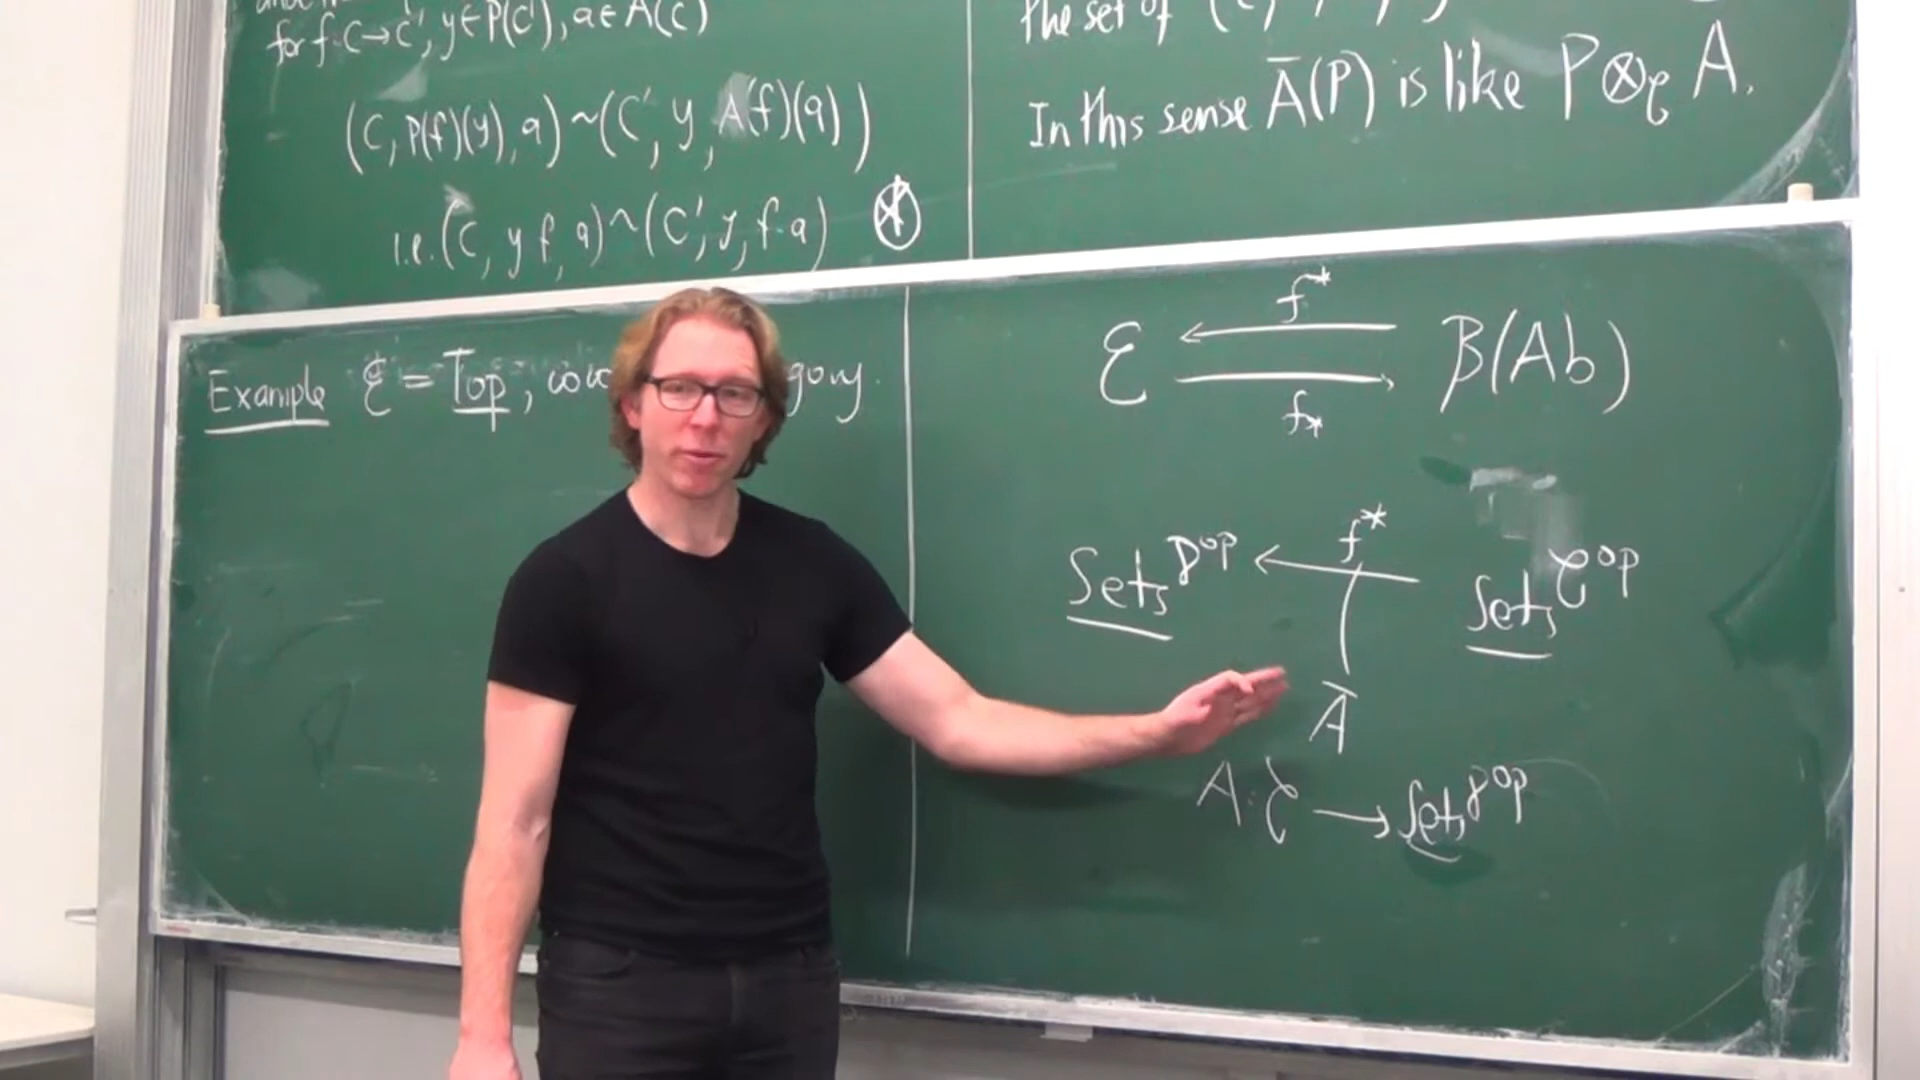 for f: C→C', y∈P(C'), a∈A(C)
(C, P(f)(y), a) ~ (C', y, A(f)(a))
i.e. (C, y f, a) ~ (C', y, f·a) ⊛
The set of
In this sense Ā(P) is like P ⊗_𝒞 A.
Example ℰ = Top,
f*
ℰ ⇄ B(Ab)
f_*
f*
Sets^𝒟^op ← Sets^𝒞^op
Ā
A: 𝒞 → Sets^𝒟^op